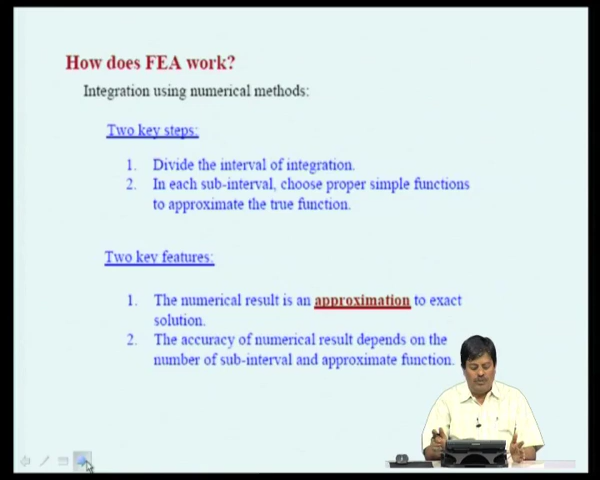 How does FEA work?
Integration using numerical methods:
Two key steps:
1. Divide the interval of integration.
2. In each sub-interval, choose proper simple functions
to approximate the true function.
Two key features:
1. The numerical result is an approximation to exact
solution.
2. The accuracy of numerical result depends on the
number of sub-interval and approximate function.